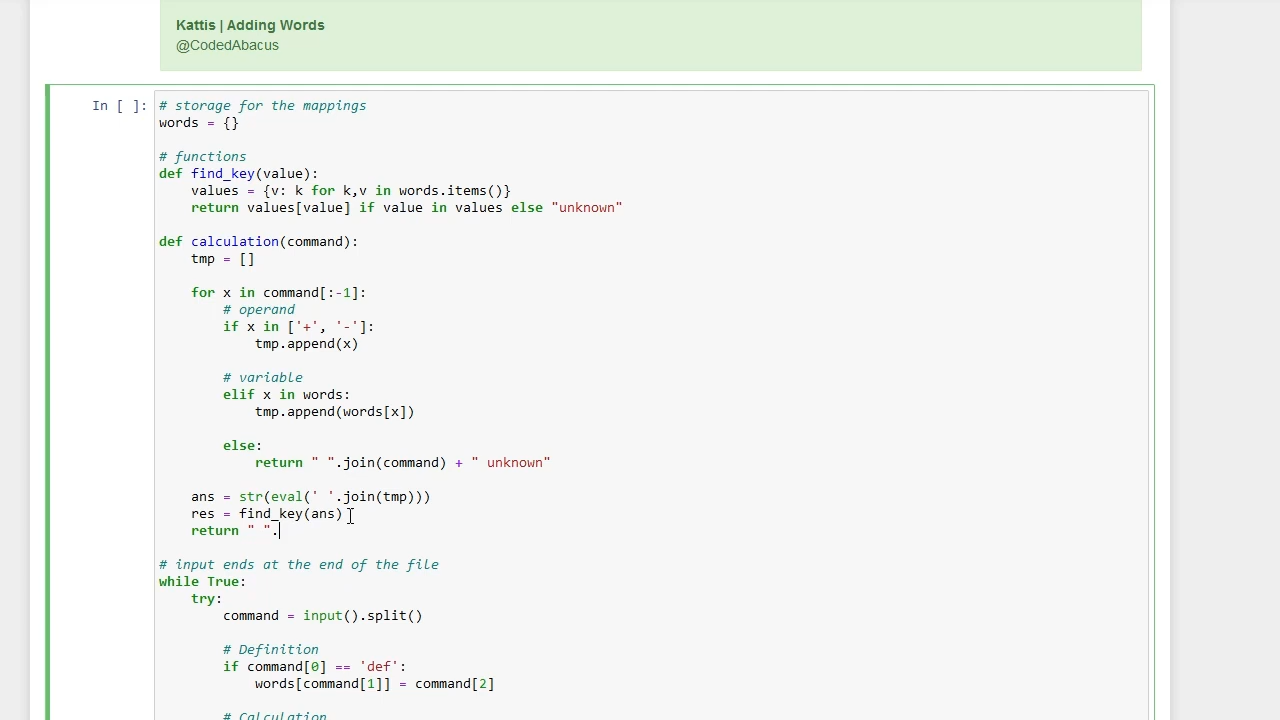 Kattis | Adding Words
@CodedAbacus
In [ ]:
# storage for the mappings
words = {}
# functions
def find_key(value):
values = {v: k for k,v in words.items()}
return values[value] if value in values else "unknown"
def calculation(command):
tmp = []
for x in command[:-1]:
# operand
if x in ['+', '-']:
tmp.append(x)
# variable
elif x in words:
tmp.append(words[x])
else:
return " ".join(command) + " unknown"
ans = str(eval(' '.join(tmp)))
res = find_key(ans)
return " ".
# input ends at the end of the file
while True:
try:
command = input().split()
# Definition
if command[0] == 'def':
words[command[1]] = command[2]
# Calculation